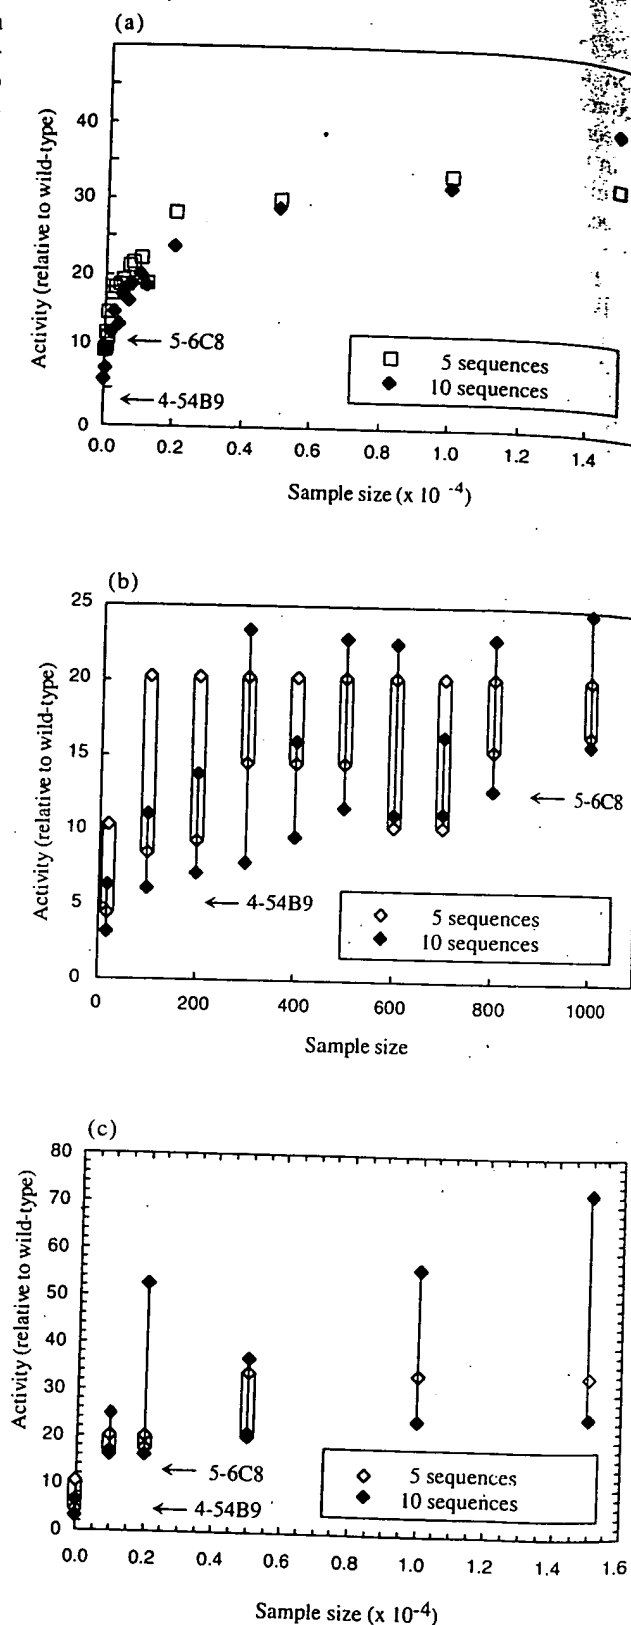 (a)
Activity (relative to wild-type)
40
30
20
10
0
5-6C8
4-54B9
5 sequences
10 sequences
0.0 0.2 0.4 0.6 0.8 1.0 1.2 1.4
Sample size (x 10 -4)
(b)
Activity (relative to wild-type)
25
20
15
10
5
0
5-6C8
4-54B9
5 sequences
10 sequences
0 200 400 600 800 1000
Sample size
(c)
Activity (relative to wild-type)
80
70
60
50
40
30
20
10
0
5-6C8
4-54B9
5 sequences
10 sequences
0.0 0.2 0.4 0.6 0.8 1.0 1.2 1.4 1.6
Sample size (x 10-4)